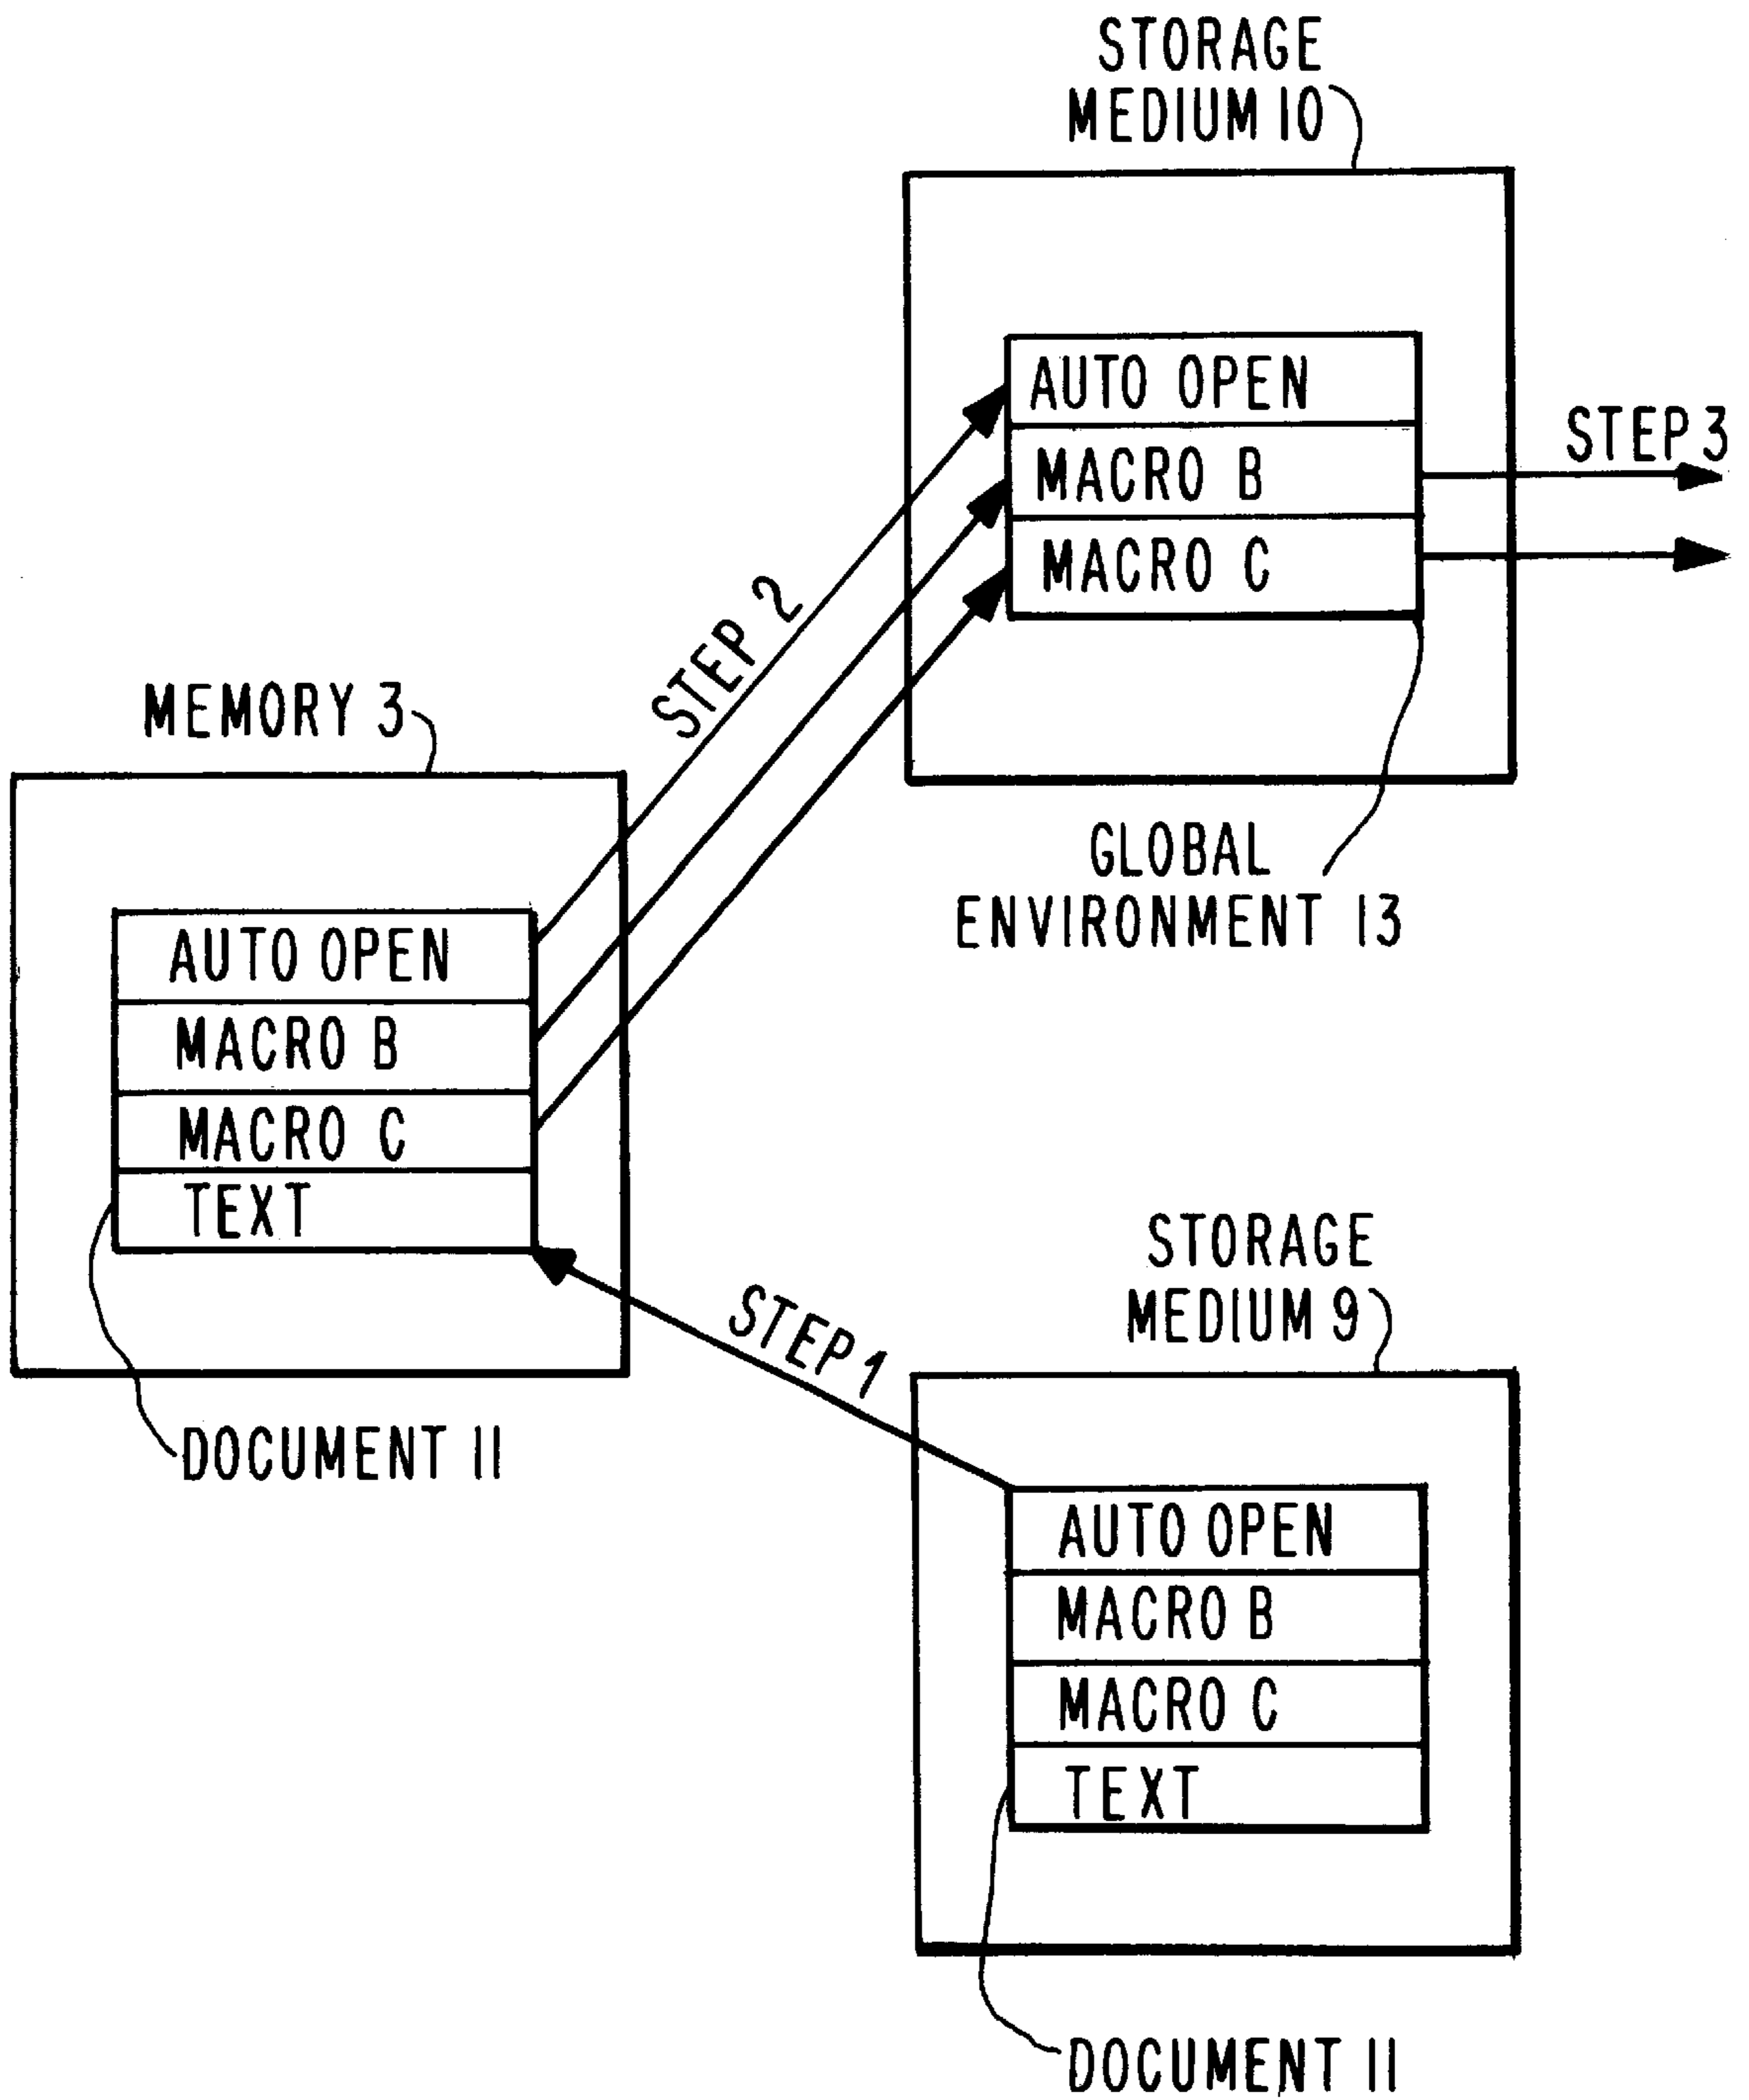 STORAGE
MEDIUM 10
AUTO OPEN
MACRO B
MACRO C
STEP 3
STEP 2
GLOBAL
ENVIRONMENT 13
MEMORY 3
AUTO OPEN
MACRO B
MACRO C
TEXT
DOCUMENT 11
STEP 1
STORAGE
MEDIUM 9
AUTO OPEN
MACRO B
MACRO C
TEXT
DOCUMENT 11